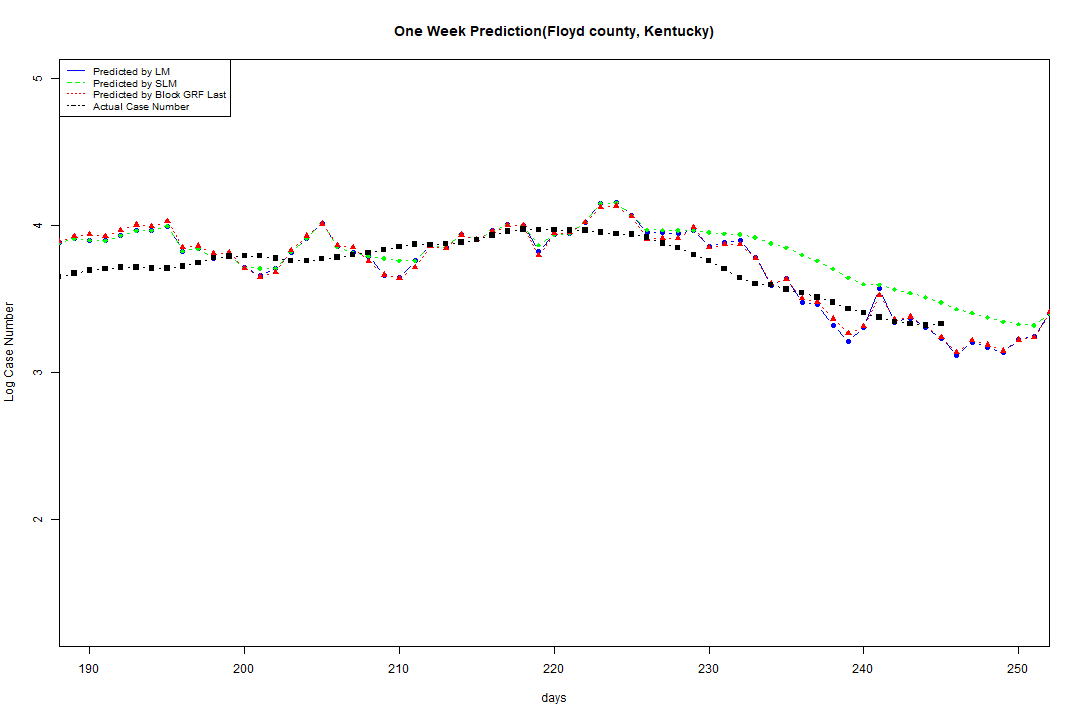 One Week Prediction(Floyd county, Kentucky)
Predicted by LM
Predicted by SLM
Predicted by Block GRF Last
Actual Case Number
5
4
3
2
Log Case Number
190 200 210 220 230 240 250
days